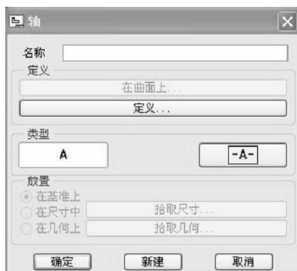 轴
名称
定义
在曲面上...
定义...
类型
A
-A-
放置
在基准上
在尺寸中
拾取尺寸...
在几何上
拾取几何...
确定
新建
取消